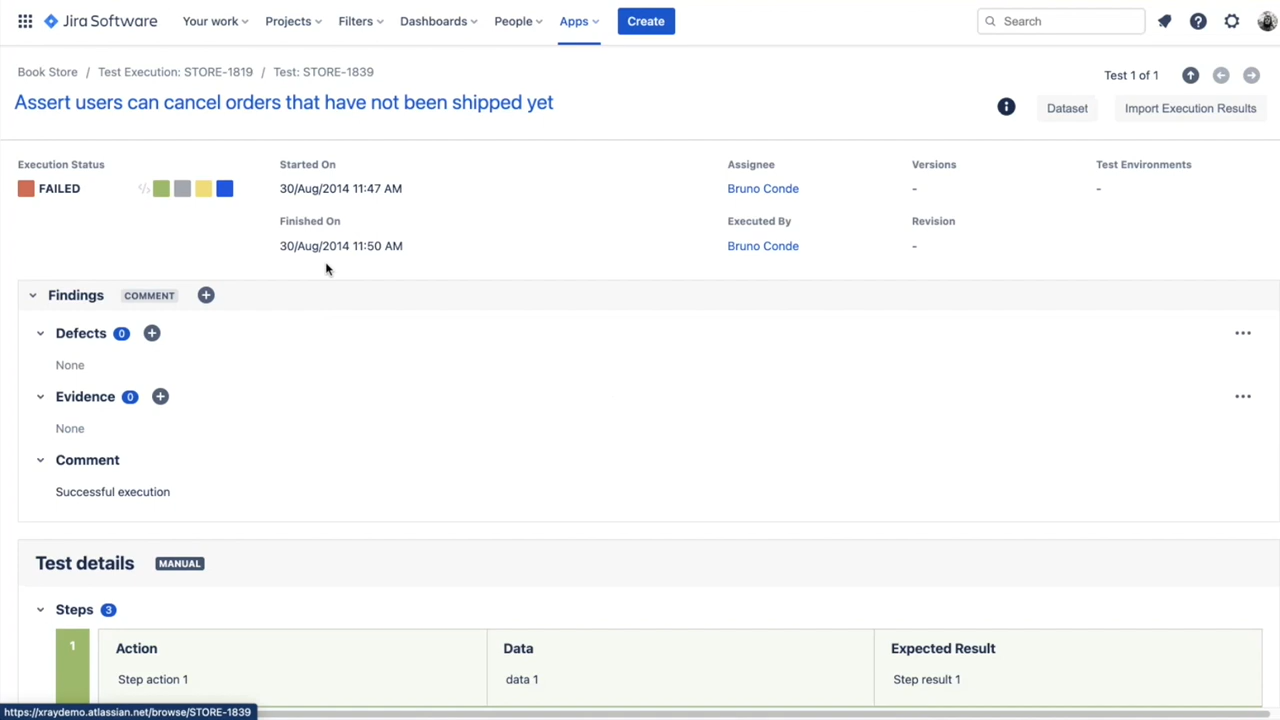 Jira Software Your work Projects Filters Dashboards People Apps Create Search
Book Store / Test Execution: STORE-1819 / Test: STORE-1839
Test 1 of 1
Assert users can cancel orders that have not been shipped yet
Dataset Import Execution Results
Execution Status Started On Assignee Versions Test Environments
FAILED 30/Aug/2014 11:47 AM Bruno Conde - -
Finished On Executed By Revision
30/Aug/2014 11:50 AM Bruno Conde -
Findings COMMENT
Defects 0
None
Evidence 0
None
Comment
Successful execution
Test details MANUAL
Steps 3
1 Action Data Expected Result
Step action 1 data 1 Step result 1
https://xraydemo.atlassian.net/browse/STORE-1839